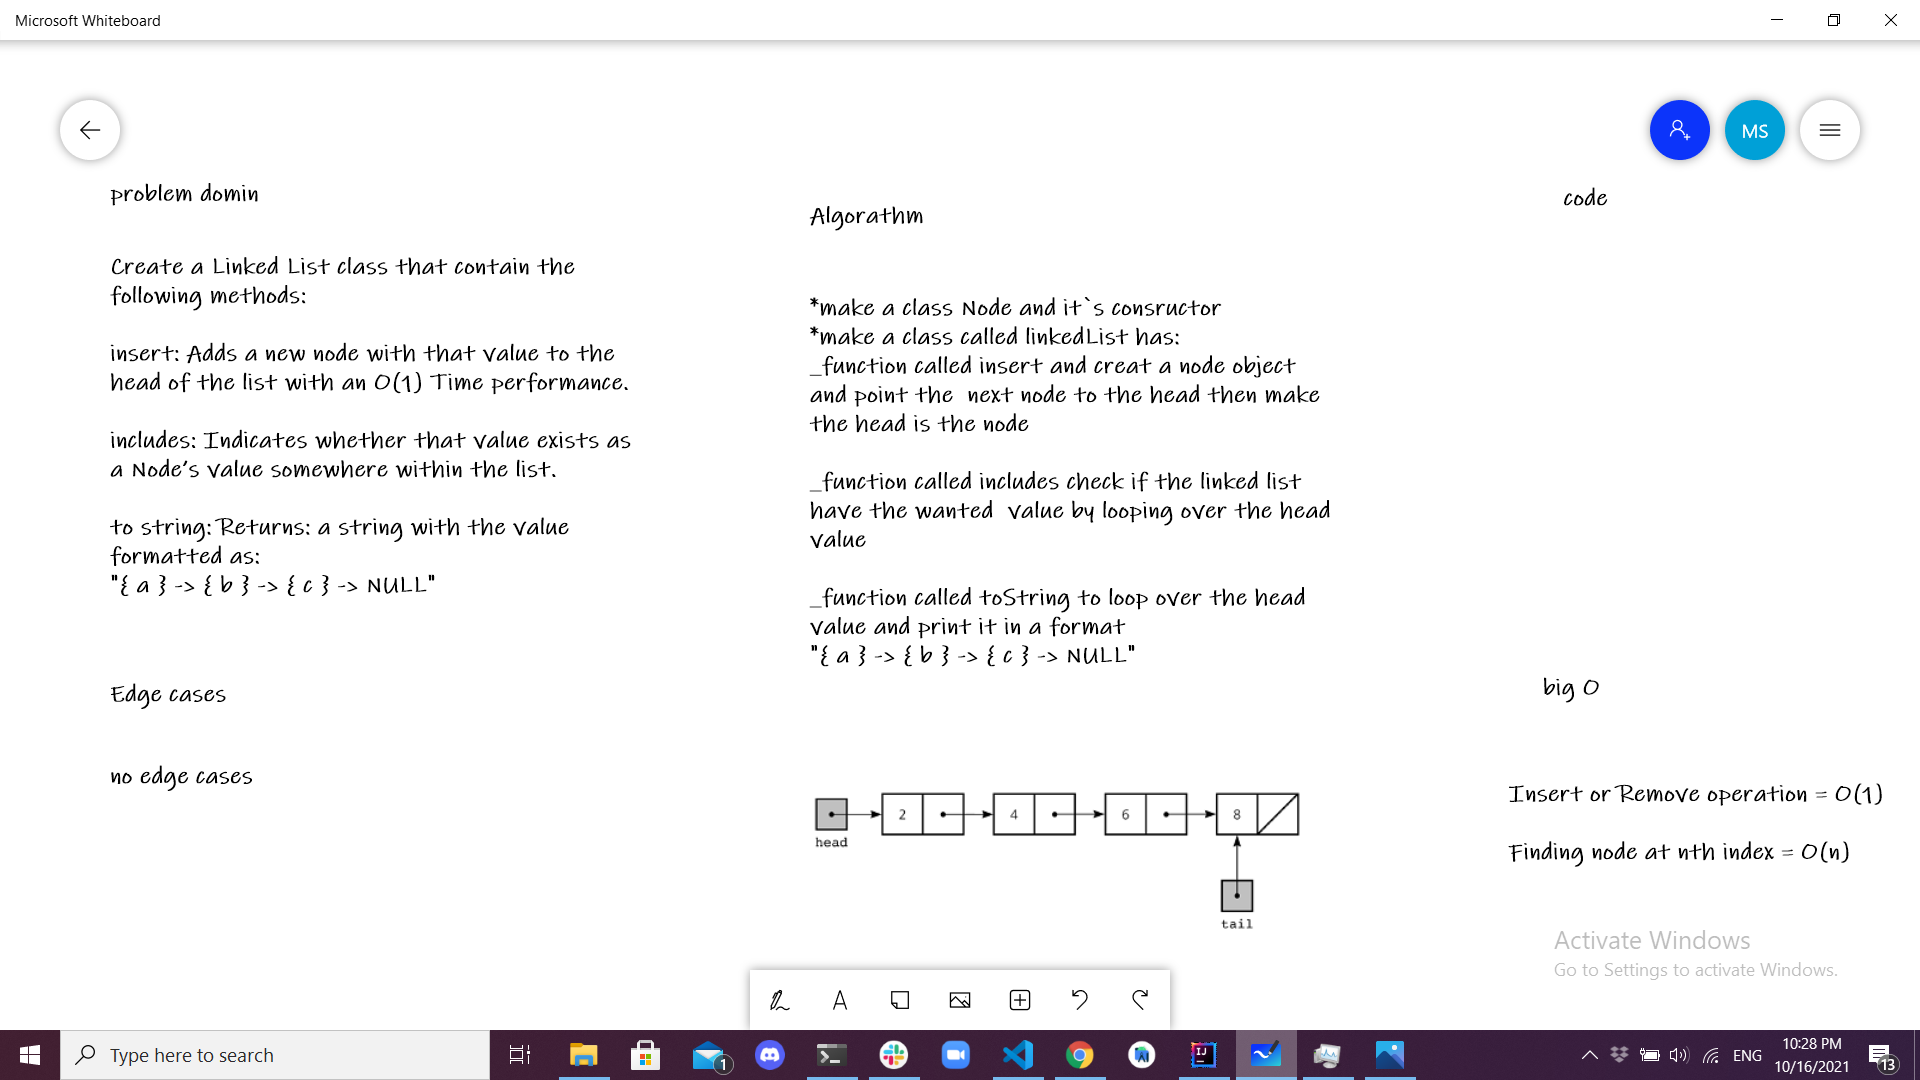 Microsoft Whiteboard
MS
problem domin
Create a Linked List class that contain the
following methods:
insert: Adds a new node with that value to the
head of the list with an O(1) Time performance.
includes: Indicates whether that value exists as
a Node's value somewhere within the list.
to string: Returns: a string with the value
formatted as:
"{ a } -> { b } -> { c } -> NULL"
Edge cases
no edge cases
Algorathm
*make a class Node and it`s consructor
*make a class called linkedList has:
_function called insert and creat a node object
and point the  next node to the head then make
the head is the node
_function called includes check if the linked list
have the wanted  value by looping over the head
value
_function called toString to loop over the head
value and print it in a format
"{ a } -> { b } -> { c } -> NULL"
2 4 6 8
head
tail
code
big O
Insert or Remove operation = O(1)
Finding node at nth index = O(n)
Activate Windows
Go to Settings to activate Windows.
Type here to search
1
IJ
ENG
10:28 PM
10/16/2021
13